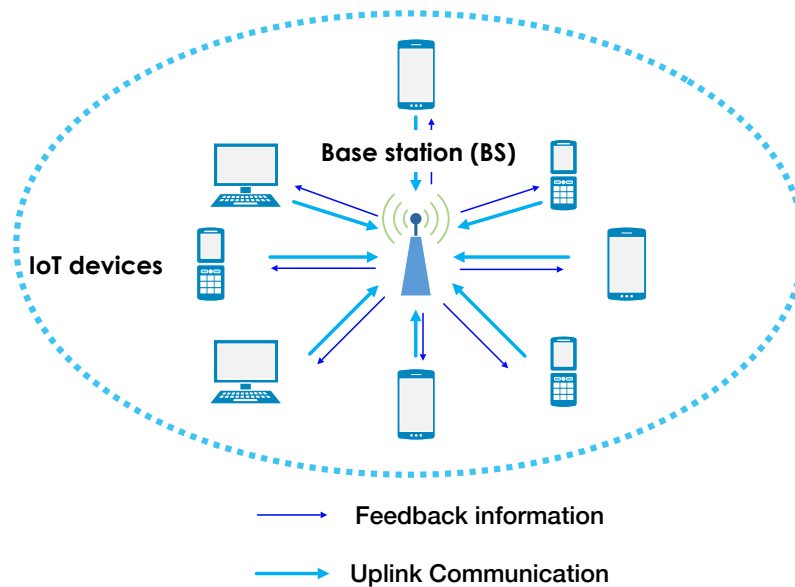 Base station (BS)
IoT devices
Feedback information
Uplink Communication